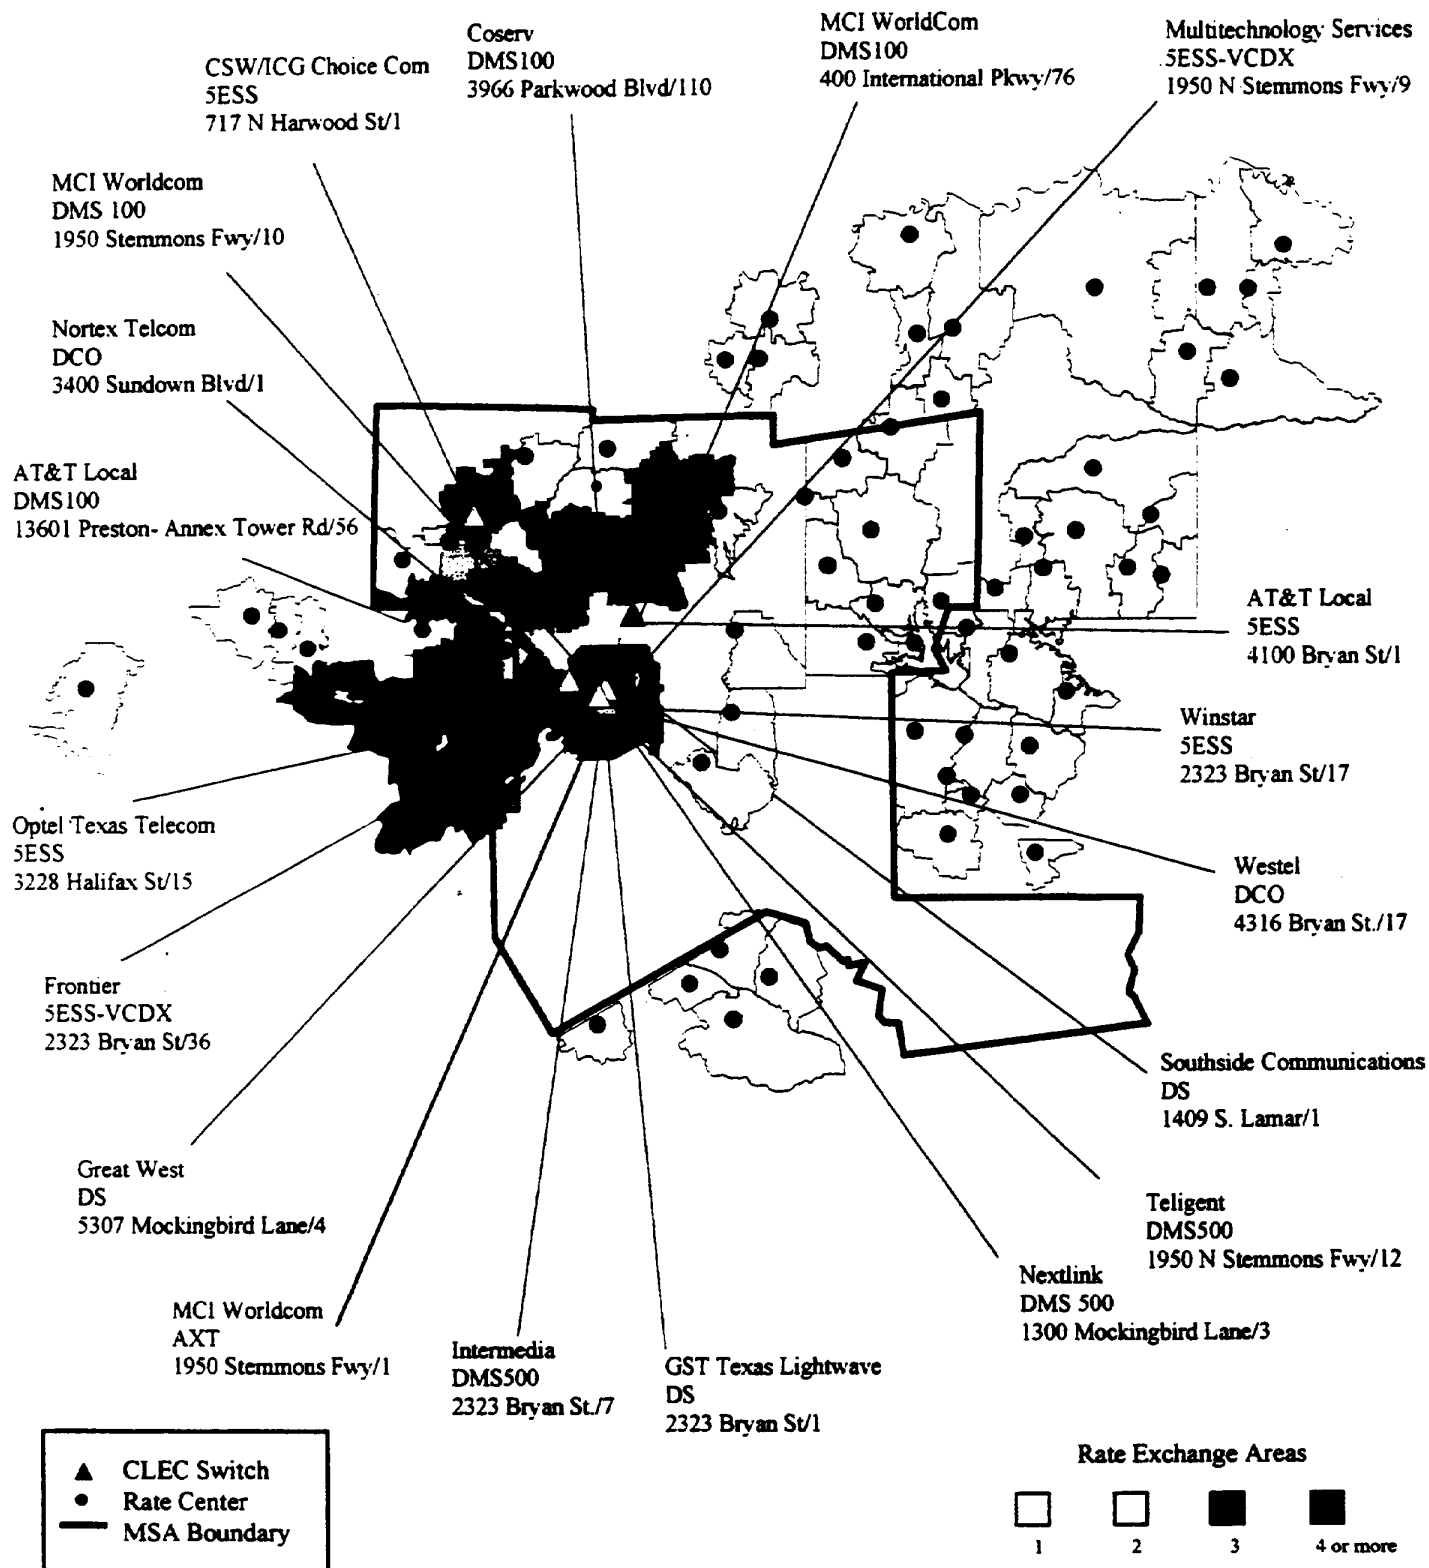 Coserv
DMS100
3966 Parkwood Blvd/110
MCI WorldCom
DMS100
400 International Pkwy/76
Multitechnology Services
5ESS-VCDX
1950 N Stemmons Fwy/9
CSW/ICG Choice Com
5ESS
717 N Harwood St/1
MCI Worldcom
DMS 100
1950 Stemmons Fwy/10
Nortex Telcom
DCO
3400 Sundown Blvd/1
AT&T Local
DMS100
13601 Preston- Annex Tower Rd/56
AT&T Local
5ESS
4100 Bryan St/1
Winstar
5ESS
2323 Bryan St/17
Optel Texas Telecom
5ESS
3228 Halifax St/15
Westel
DCO
4316 Bryan St./17
Frontier
5ESS-VCDX
2323 Bryan St/36
Southside Communications
DS
1409 S. Lamar/1
Great West
DS
5307 Mockingbird Lane/4
Teligent
DMS500
1950 N Stemmons Fwy/12
Nextlink
DMS 500
1300 Mockingbird Lane/3
MCI Worldcom
AXT
1950 Stemmons Fwy/1
Intermedia
DMS500
2323 Bryan St./7
GST Texas Lightwave
DS
2323 Bryan St/1
CLEC Switch
Rate Center
MSA Boundary
Rate Exchange Areas
1 2 3 4 or more